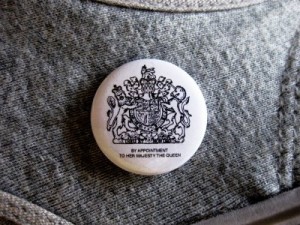 BY APPOINTMENT
TO HER MAJESTY THE QUEEN